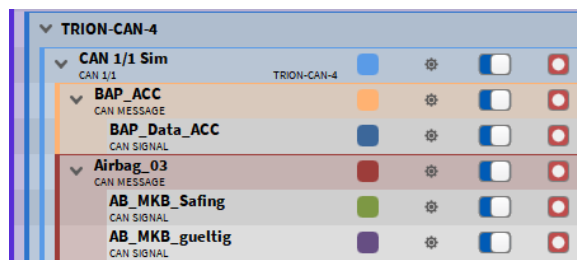 TRION-CAN-4
CAN 1/1 Sim
CAN 1/1 TRION-CAN-4
BAP_ACC
CAN MESSAGE
BAP_Data_ACC
CAN SIGNAL
Airbag_03
CAN MESSAGE
AB_MKB_Safing
CAN SIGNAL
AB_MKB_gueltig
CAN SIGNAL